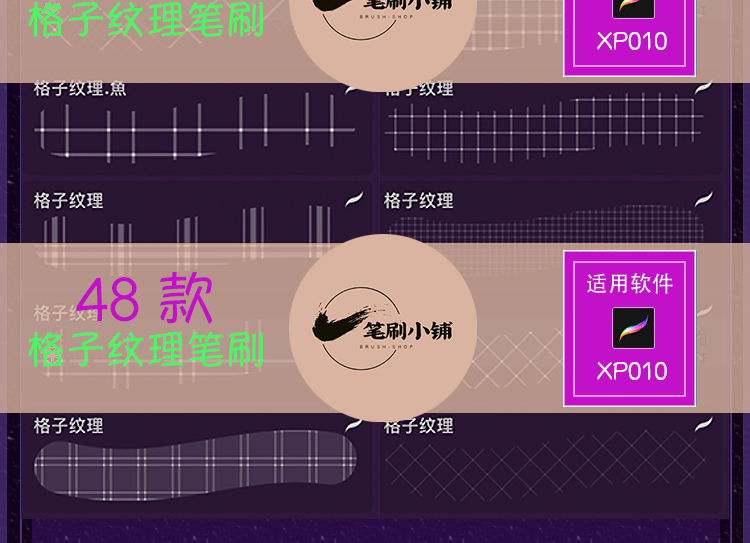 格子纹理笔刷
笔刷小铺
BRUSH-SHOP
XP010
格子纹理.魚
格子纹理
格子纹理
格子纹理
48 款
格子纹理
格子纹理笔刷
笔刷小铺
BRUSH-SHOP
适用软件
XP010
格子纹理
格子纹理